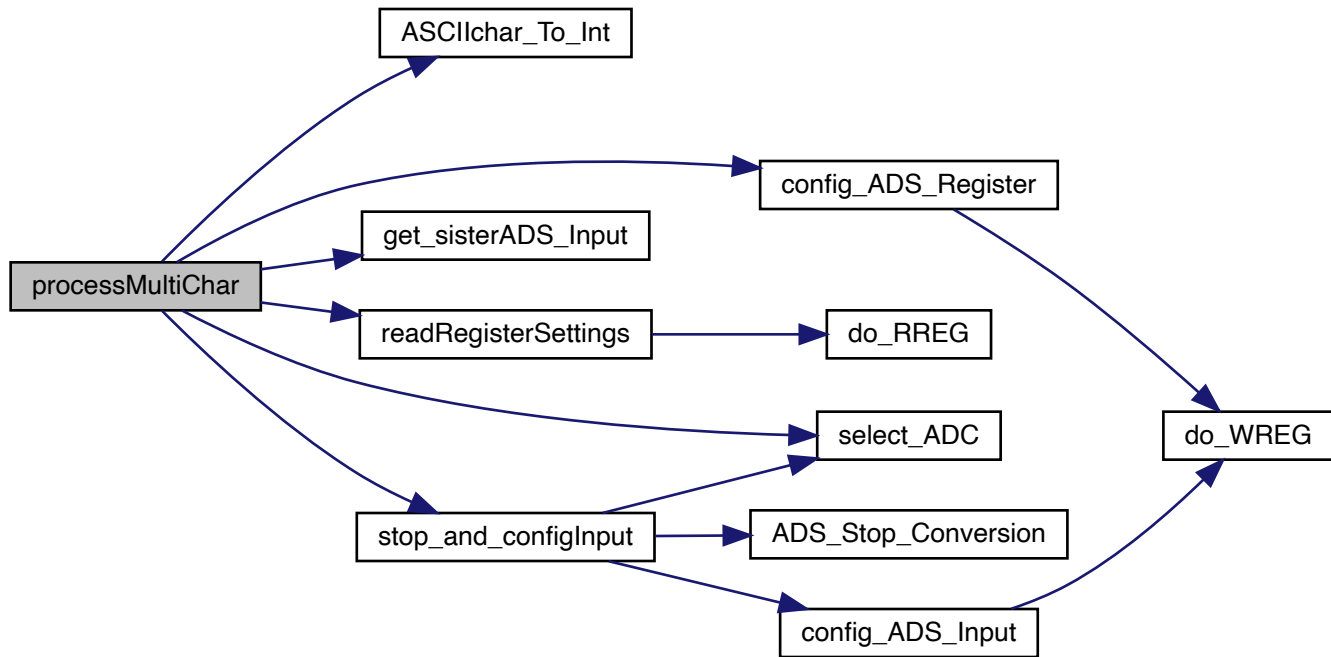 ASCIIchar_To_Int
config_ADS_Register
get_sisterADS_Input
processMultiChar
readRegisterSettings
do_RREG
select_ADC
do_WREG
stop_and_configInput
ADS_Stop_Conversion
config_ADS_Input